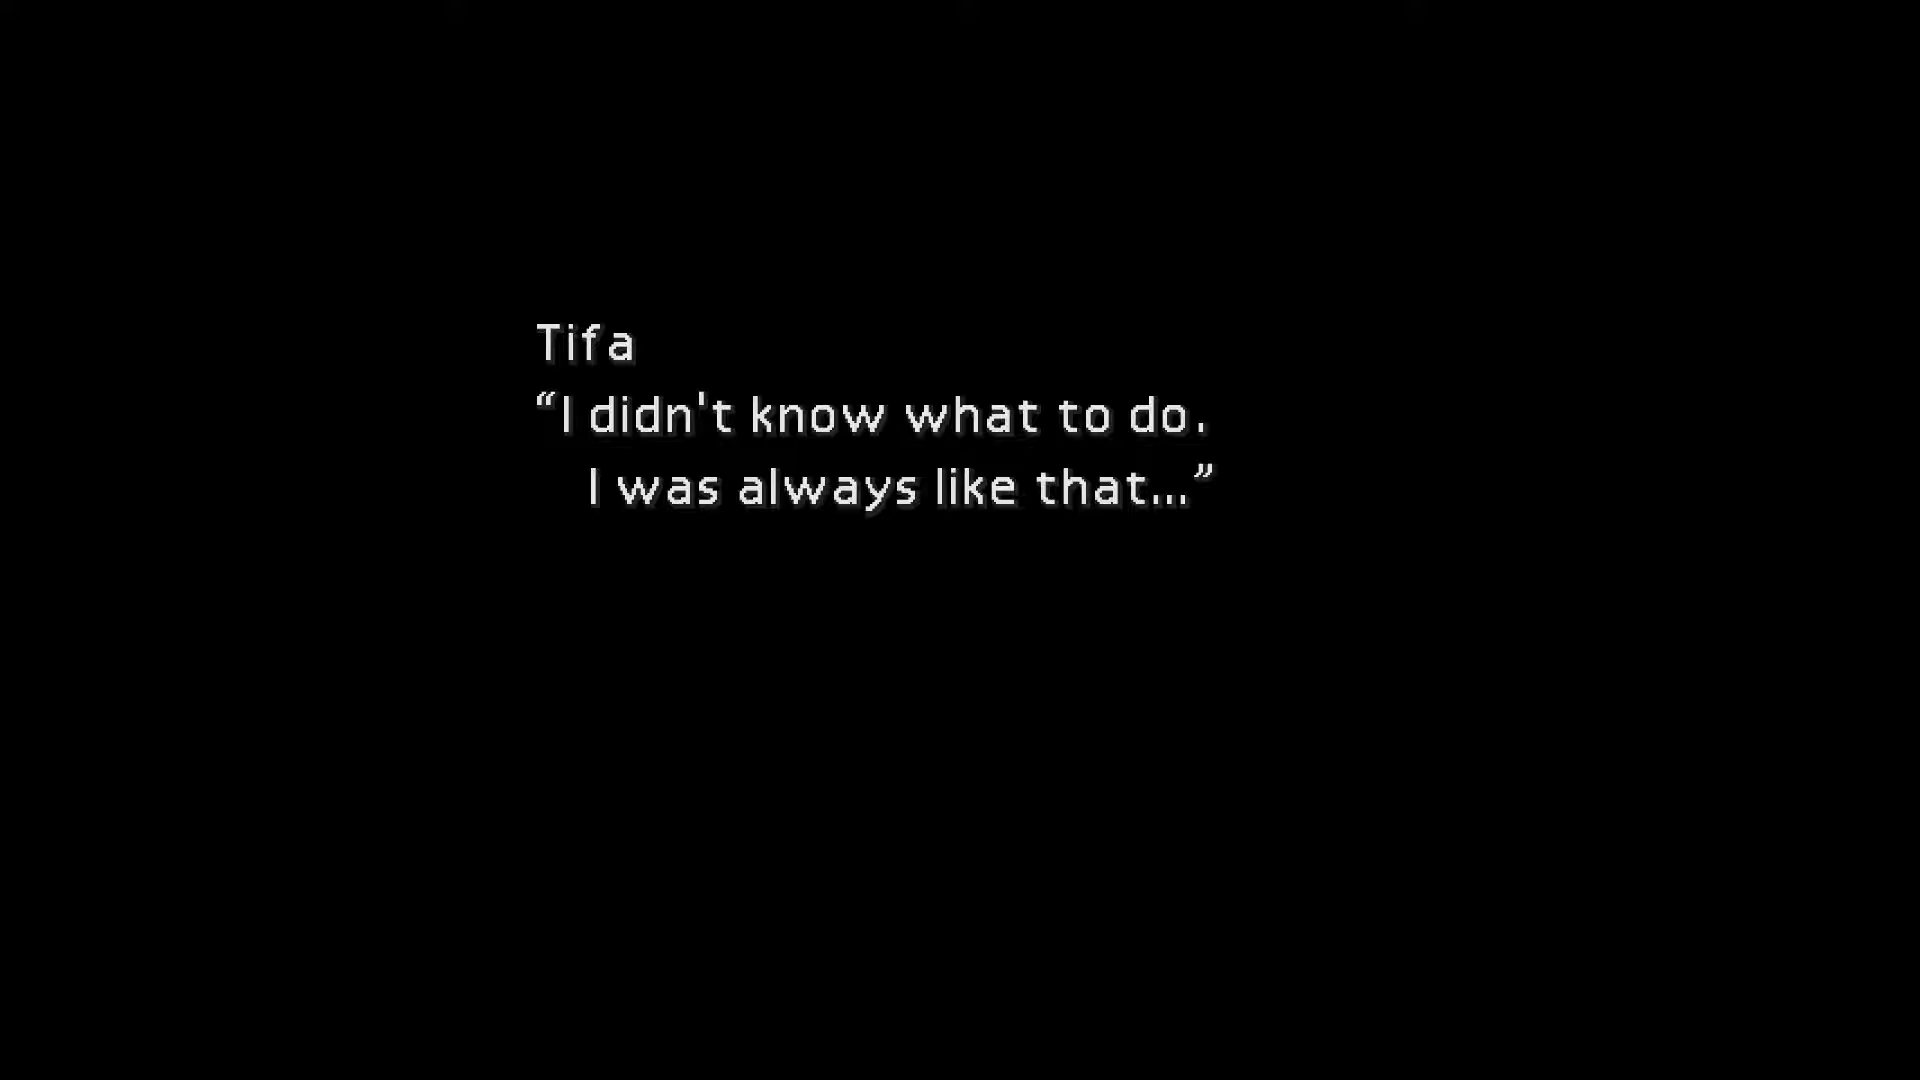 Tifa
“I didn't know what to do.
I was always like that...”